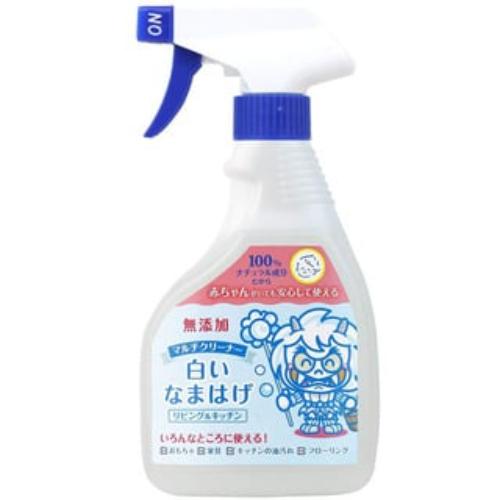 ON
100%
ナチュラル成分
だから
赤ちゃんがいても安心して使える
無添加
マルチクリーナー
白い
なまはげ
リビング&キッチン
いろんなところに使える!
おもちゃ 家具 キッチンの油汚れ フローリング